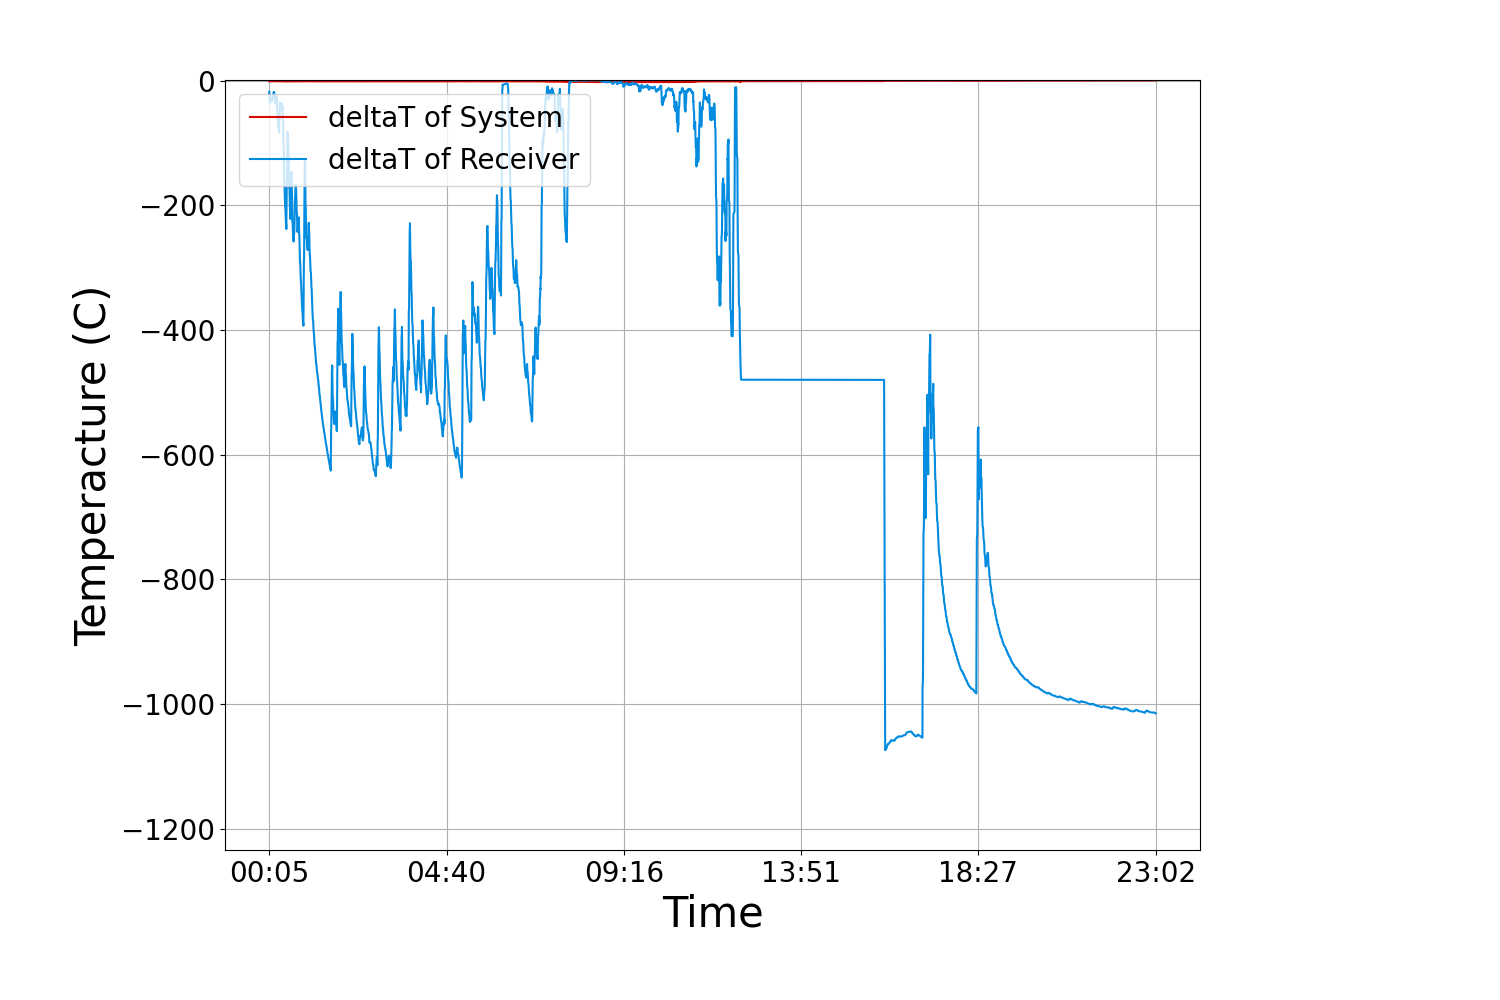 deltaT of System
deltaT of Receiver
0
−200
−400
−600
−800
−1000
−1200
Temperacture (C)
00:05 04:40 09:16 13:51 18:27 23:02
Time